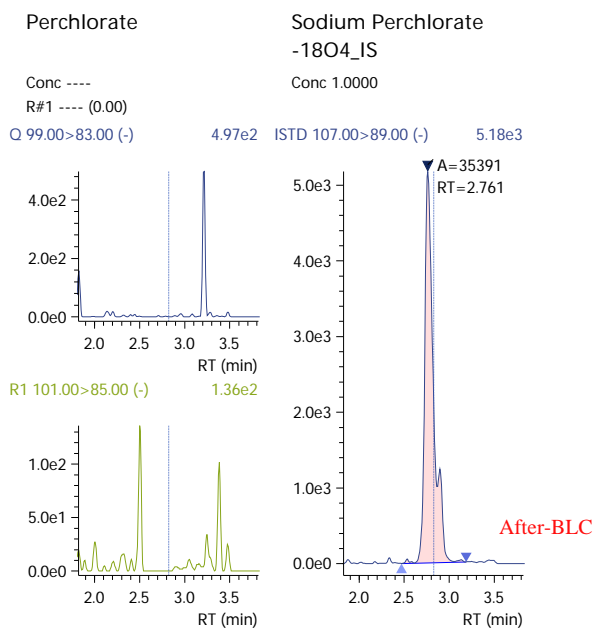 Perchlorate
Conc ----
R#1 ---- (0.00)
Q 99.00>83.00 (-) 4.97e2
4.0e2
2.0e2
0.0e0
2.0 2.5 3.0 3.5
RT (min)
R1 101.00>85.00 (-) 1.36e2
1.0e2
5.0e1
0.0e0
2.0 2.5 3.0 3.5
RT (min)
Sodium Perchlorate
-18O4_IS
Conc 1.0000
ISTD 107.00>89.00 (-) 5.18e3
A=35391
RT=2.761
5.0e3
4.0e3
3.0e3
2.0e3
1.0e3
0.0e0
After-BLC
2.0 2.5 3.0 3.5
RT (min)